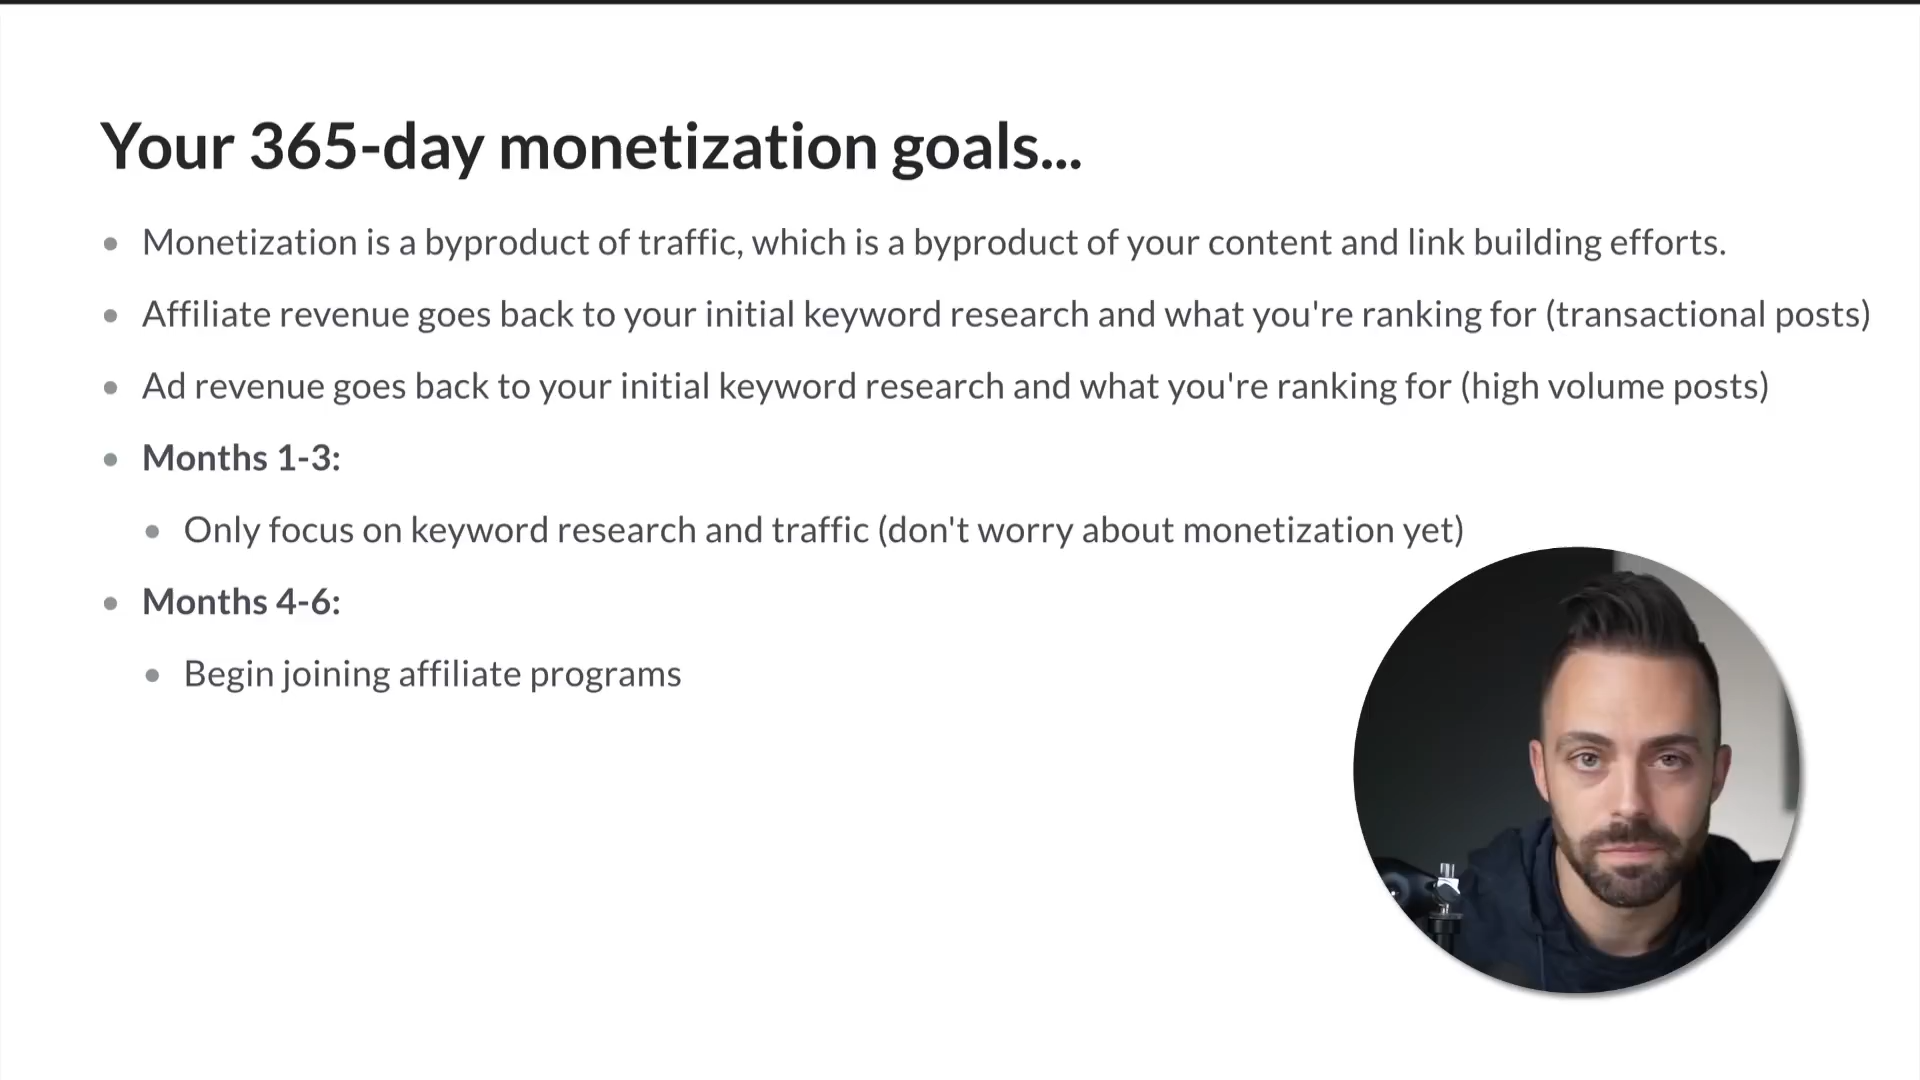 Your 365-day monetization goals...
• Monetization is a byproduct of traffic, which is a byproduct of your content and link building efforts.
• Affiliate revenue goes back to your initial keyword research and what you're ranking for (transactional posts)
• Ad revenue goes back to your initial keyword research and what you're ranking for (high volume posts)
• Months 1-3:
• Only focus on keyword research and traffic (don't worry about monetization yet)
• Months 4-6:
• Begin joining affiliate programs